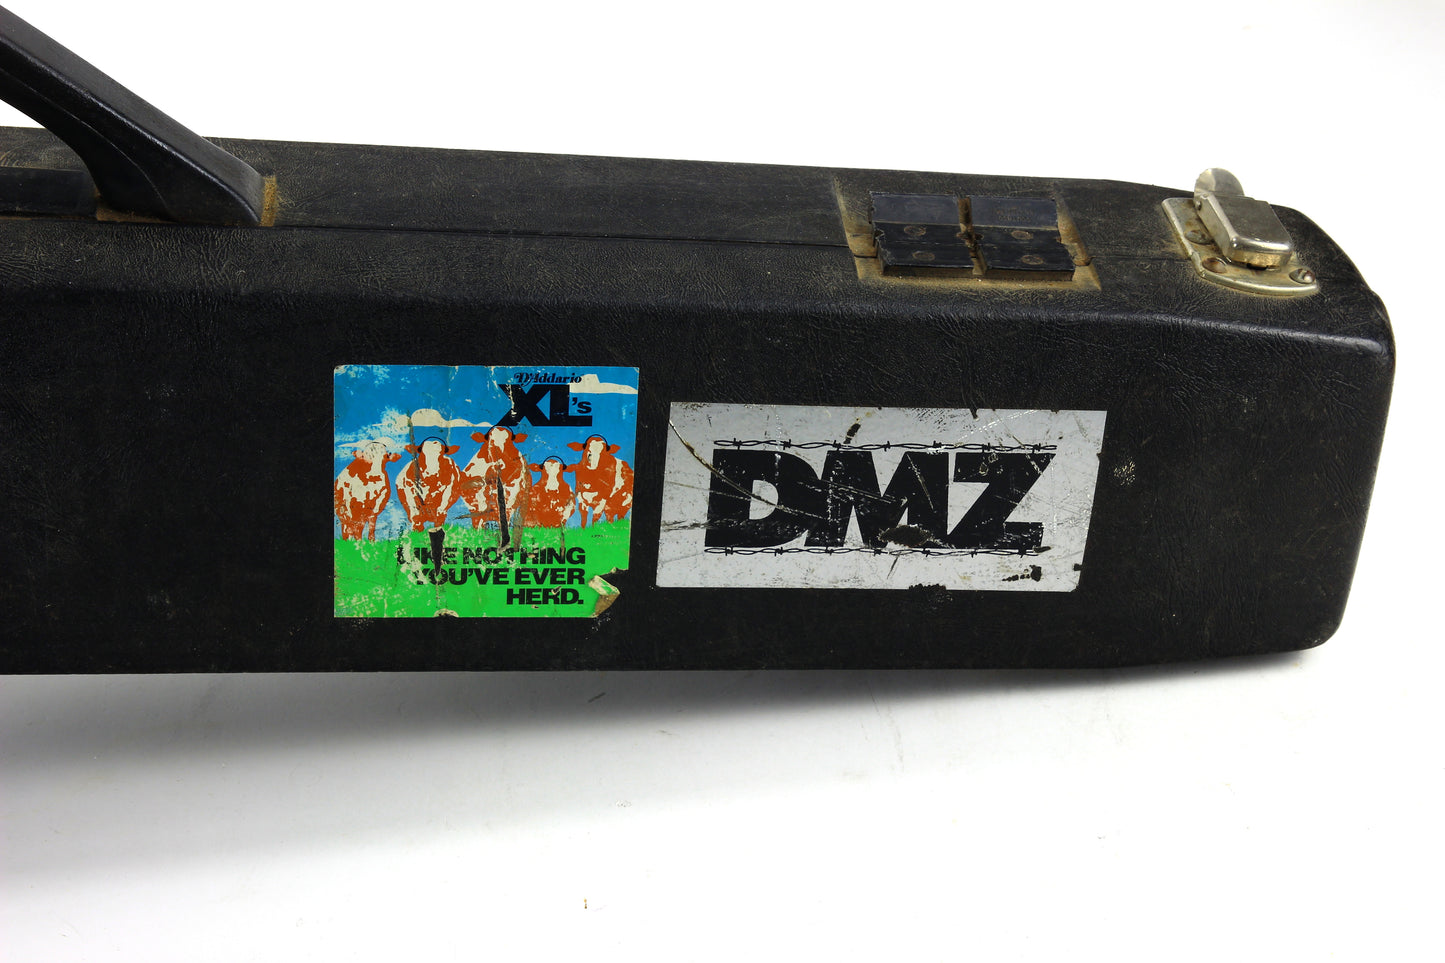 D'Addario
XL's
LIKE NOTHING
YOU'VE EVER
HERD.
DMZ